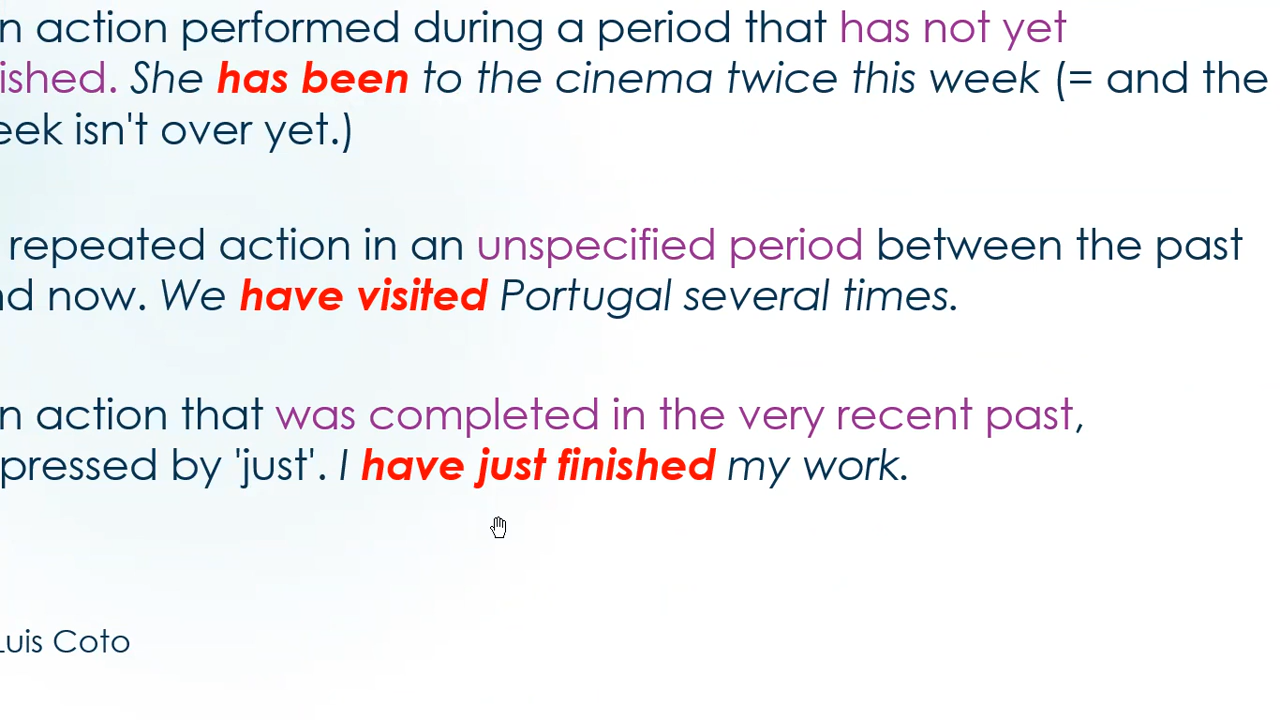 n action performed during a period that has not yet
ished. She has been to the cinema twice this week (= and the
eek isn't over yet.)
repeated action in an unspecified period between the past
nd now. We have visited Portugal several times.
n action that was completed in the very recent past,
pressed by 'just'. I have just finished my work.
Luis Coto